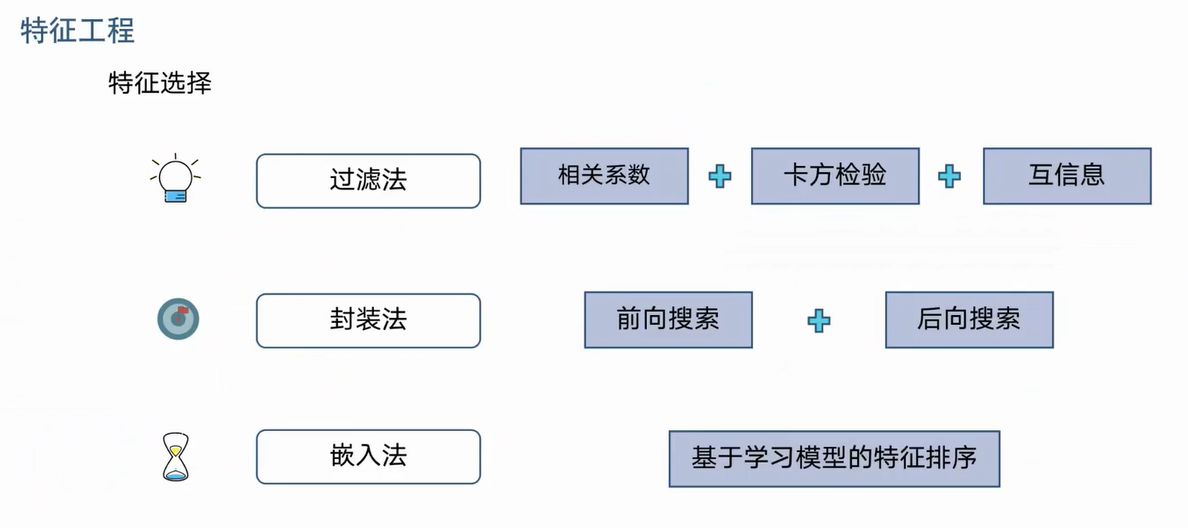 特征工程
特征选择
过滤法
相关系数
卡方检验
互信息
封装法
前向搜索
后向搜索
嵌入法
基于学习模型的特征排序